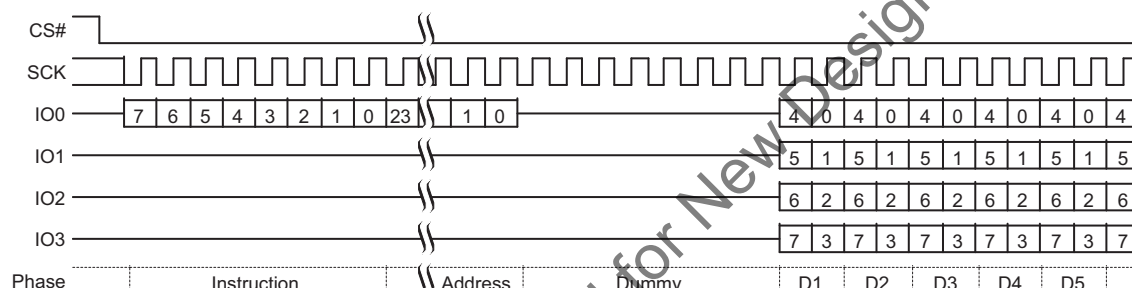 CS#
SCK
IO0 7 6 5 4 3 2 1 0 23 1 0 4 0 4 0 4 0 4 0 4 0 4
IO1 5 1 5 1 5 1 5 1 5 1 5
IO2 6 2 6 2 6 2 6 2 6 2 6
IO3 7 3 7 3 7 3 7 3 7 3 7
Phase Instruction Address Dummy D1 D2 D3 D4 D5
for New Design